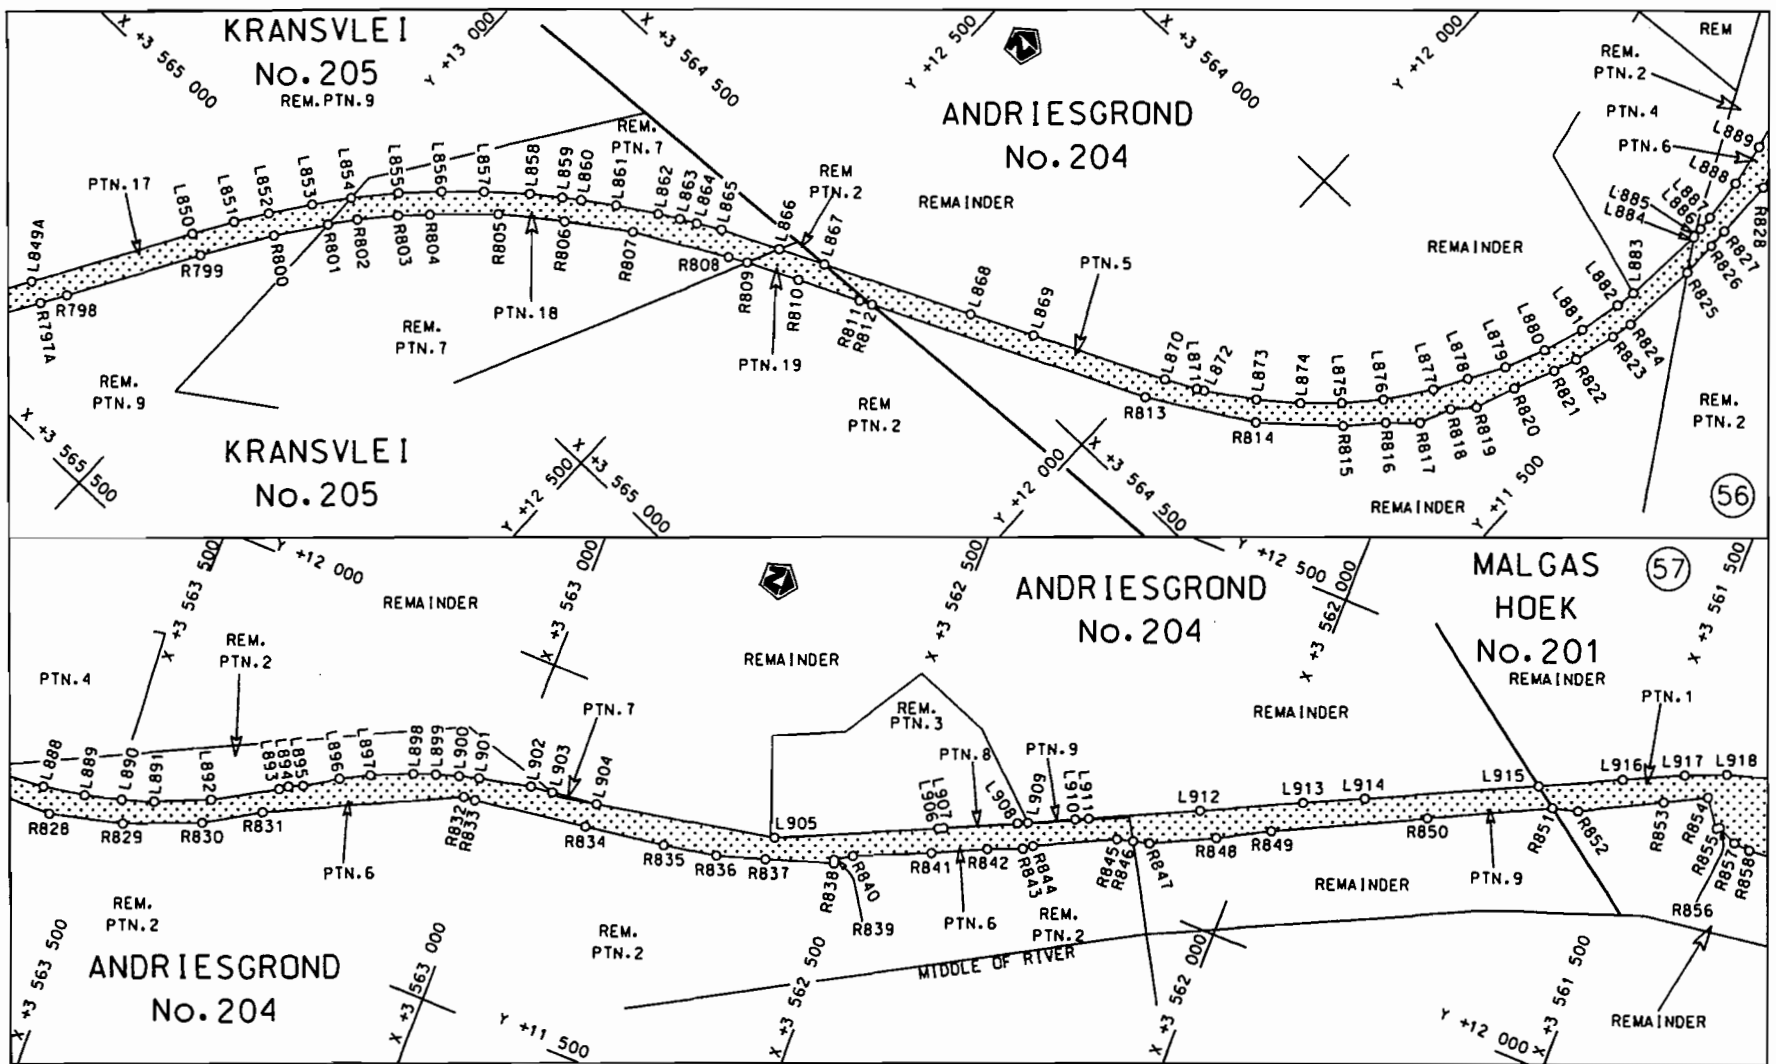 KRANSVLEI
No. 205
REM. PTN. 9
X +3 565 000
Y +13 000
X +3 564 500
Y +12 500
X +3 564 000
Y +12 000
ANDRIESGROND
No. 204
REMAINDER
REM
REM.
PTN. 2
PTN. 4
PTN. 6
REM.
PTN. 7
REM
PTN. 2
PTN. 17
L849A
L850
L851
L852
L853
L854
L855
L856
L857
L858
L859
L860
L861
L862
L863
L864
L865
L866
L867
L868
L869
PTN. 5
L870
L871
L872
L873
L874
L875
L876
L877
L878
L879
L880
L881
L882
L883
L884
L885
L886
L887
L888
L889
REMAINDER
R797A
R798
R799
R800
R801
R802
R803
R804
R805
R806
R807
R808
R809
R810
R811
R812
R813
R814
R815
R816
R817
R818
R819
R820
R821
R822
R823
R824
R825
R826
R827
R828
PTN. 18
PTN. 19
REM.
PTN. 7
REM.
PTN. 9
REM
PTN. 2
REM.
PTN. 2
KRANSVLEI
No. 205
X +3 565 500
Y +12 500
X +3 565 000
Y +12 000
X +3 564 500
Y +11 500
REMAINDER
56
X +3 563 500
Y +12 000
REMAINDER
X +3 563 000
X +3 562 500
ANDRIESGROND
No. 204
Y +12 500
X +3 562 000
MALGAS
HOEK
No. 201
REMAINDER
57
X +3 561 500
PTN. 4
REM.
PTN. 2
PTN. 7
REMAINDER
REM.
PTN. 3
PTN. 8
PTN. 9
REMAINDER
PTN. 1
L888
L889
L890
L891
L892
L893
L894
L895
L896
L897
L898
L899
L900
L901
L902
L903
L904
L905
L906
L907
L908
L909
L910
L911
L912
L913
L914
L915
L916
L917
L918
R828
R829
R830
R831
R832
R833
R834
R835
R836
R837
R838
R839
R840
R841
R842
R843
R844
R845
R846
R847
R848
R849
R850
R851
R852
R853
R854
R855
R856
R857
R858
PTN. 6
PTN. 6
PTN. 9
REMAINDER
REM.
PTN. 2
REM.
PTN. 2
REM.
PTN. 2
MIDDLE OF RIVER
ANDRIESGROND
No. 204
X +3 563 500
X +3 563 000
Y +11 500
X +3 562 500
X +3 562 000
Y +12 000
X +3 561 500
REMAINDER